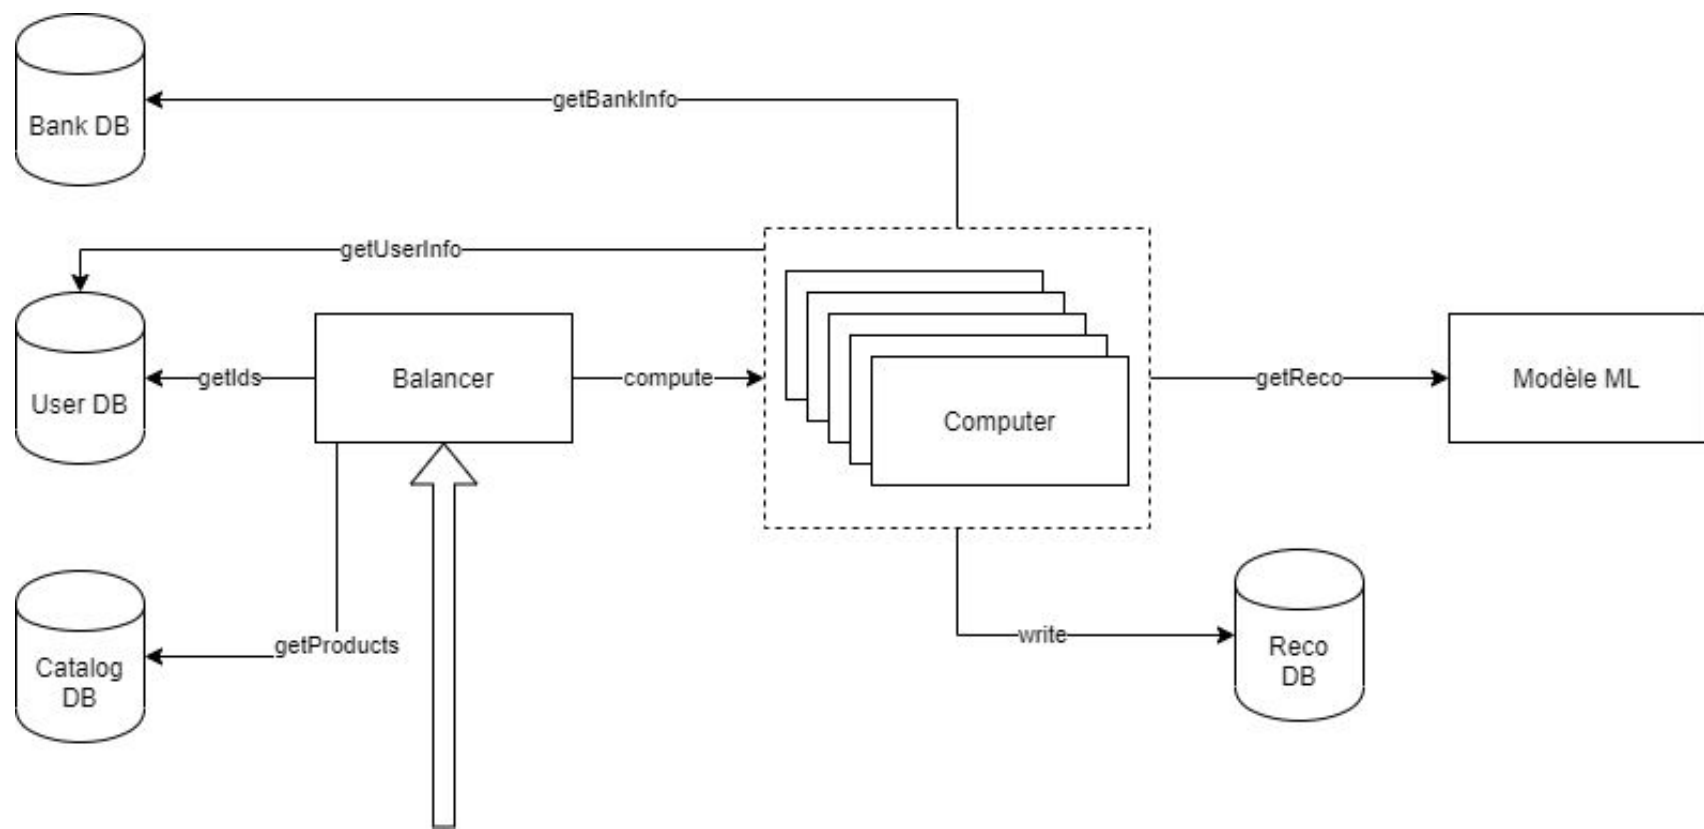 Bank DB
getBankInfo
getUserInfo
User DB
getIds
Balancer
compute
Computer
getReco
Modèle ML
getProducts
Catalog
DB
write
Reco
DB